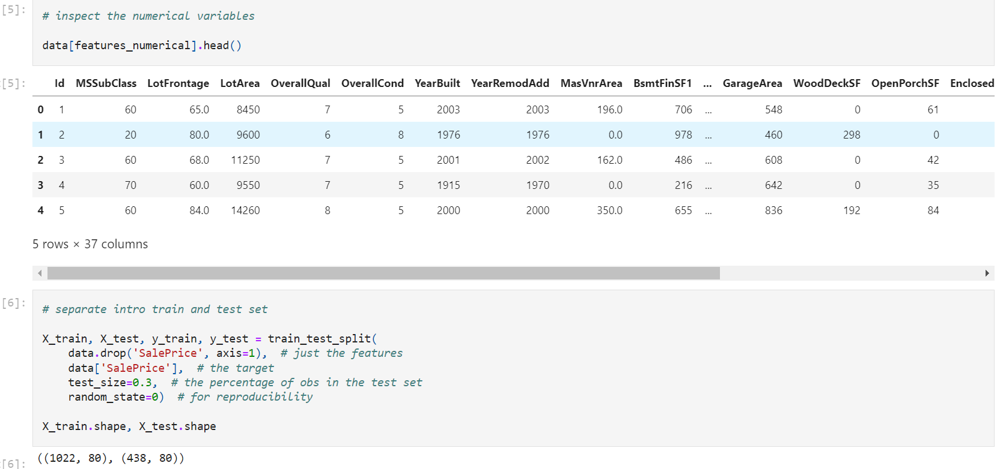 [5]:
# inspect the numerical variables
data[features_numerical].head()
[5]:
Id MSSubClass LotFrontage LotArea OverallQual OverallCond YearBuilt YearRemodAdd MasVnrArea BsmtFinSF1 ... GarageArea WoodDeckSF OpenPorchSF Enclosed
0 1 60 65.0 8450 7 5 2003 2003 196.0 706 ... 548 0 61
1 2 20 80.0 9600 6 8 1976 1976 0.0 978 ... 460 298 0
2 3 60 68.0 11250 7 5 2001 2002 162.0 486 ... 608 0 42
3 4 70 60.0 9550 7 5 1915 1970 0.0 216 ... 642 0 35
4 5 60 84.0 14260 8 5 2000 2000 350.0 655 ... 836 192 84
5 rows × 37 columns
[6]:
# separate intro train and test set
X_train, X_test, y_train, y_test = train_test_split(
    data.drop('SalePrice', axis=1),  # just the features
    data['SalePrice'],  # the target
    test_size=0.3,  # the percentage of obs in the test set
    random_state=0)  # for reproducibility
X_train.shape, X_test.shape
[6]:
((1022, 80), (438, 80))